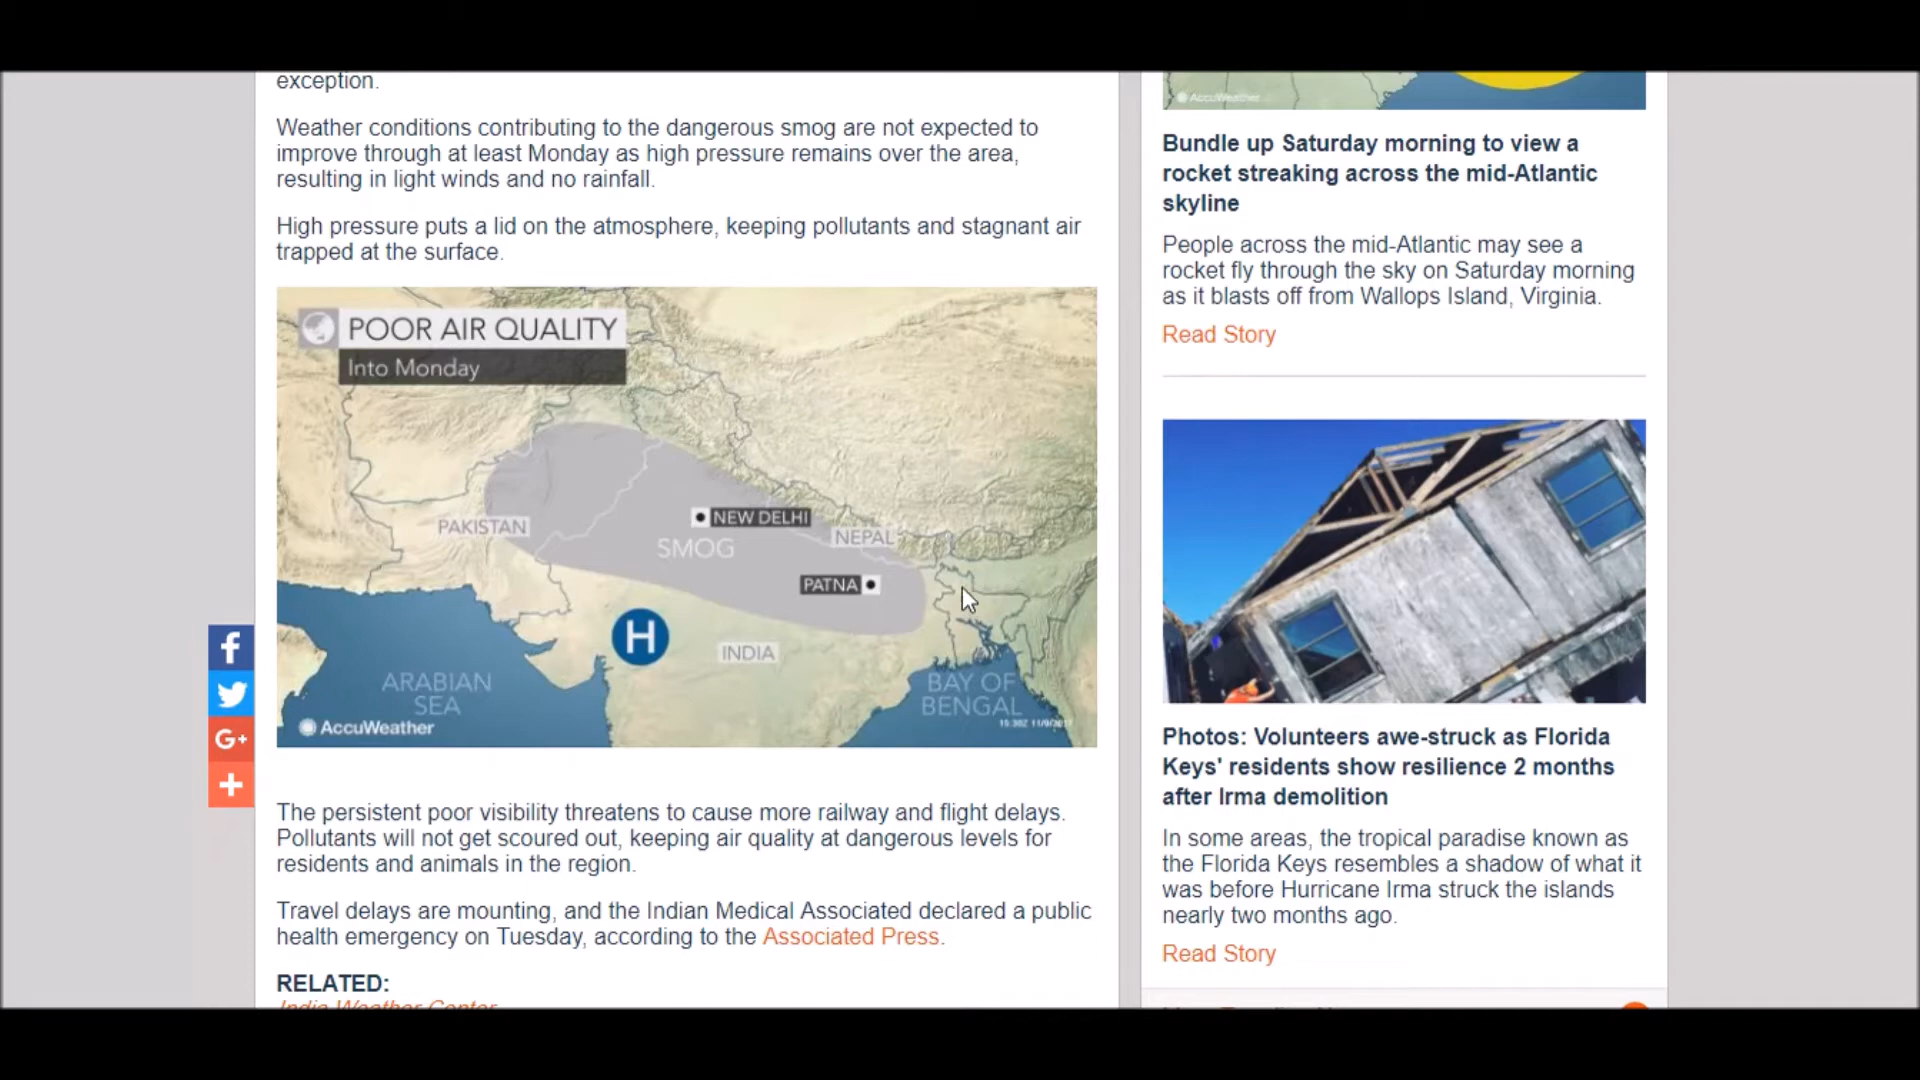 exception.
Weather conditions contributing to the dangerous smog are not expected to
improve through at least Monday as high pressure remains over the area,
resulting in light winds and no rainfall.
High pressure puts a lid on the atmosphere, keeping pollutants and stagnant air
trapped at the surface.
POOR AIR QUALITY
Into Monday
PAKISTAN
NEW DELHI
SMOG
NEPAL
PATNA
H
INDIA
ARABIAN
SEA
BAY OF
BENGAL
AccuWeather
f
G+
+
The persistent poor visibility threatens to cause more railway and flight delays.
Pollutants will not get scoured out, keeping air quality at dangerous levels for
residents and animals in the region.
Travel delays are mounting, and the Indian Medical Associated declared a public
health emergency on Tuesday, according to the Associated Press.
RELATED:
India Weather Center
AccuWeather
Bundle up Saturday morning to view a
rocket streaking across the mid-Atlantic
skyline
People across the mid-Atlantic may see a
rocket fly through the sky on Saturday morning
as it blasts off from Wallops Island, Virginia.
Read Story
Photos: Volunteers awe-struck as Florida
Keys' residents show resilience 2 months
after Irma demolition
In some areas, the tropical paradise known as
the Florida Keys resembles a shadow of what it
was before Hurricane Irma struck the islands
nearly two months ago.
Read Story